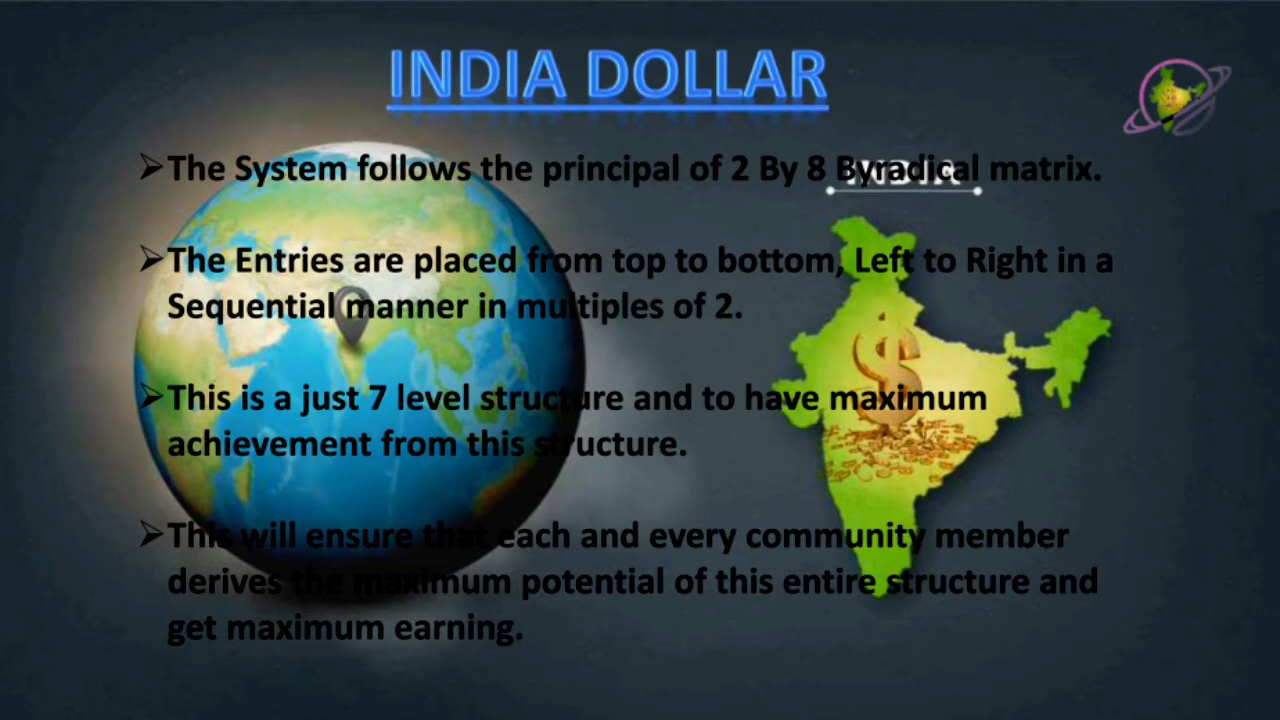 INDIA DOLLAR
➢The System follows the principal of 2 By 8 Byradical matrix.
INDIA
➢The Entries are placed from top to bottom, Left to Right in a
Sequential manner in multiples of 2.
➢This is a just 7 level structure and to have maximum
achievement from this structure.
➢This will ensure that each and every community member
derives the maximum potential of this entire structure and
get maximum earning.